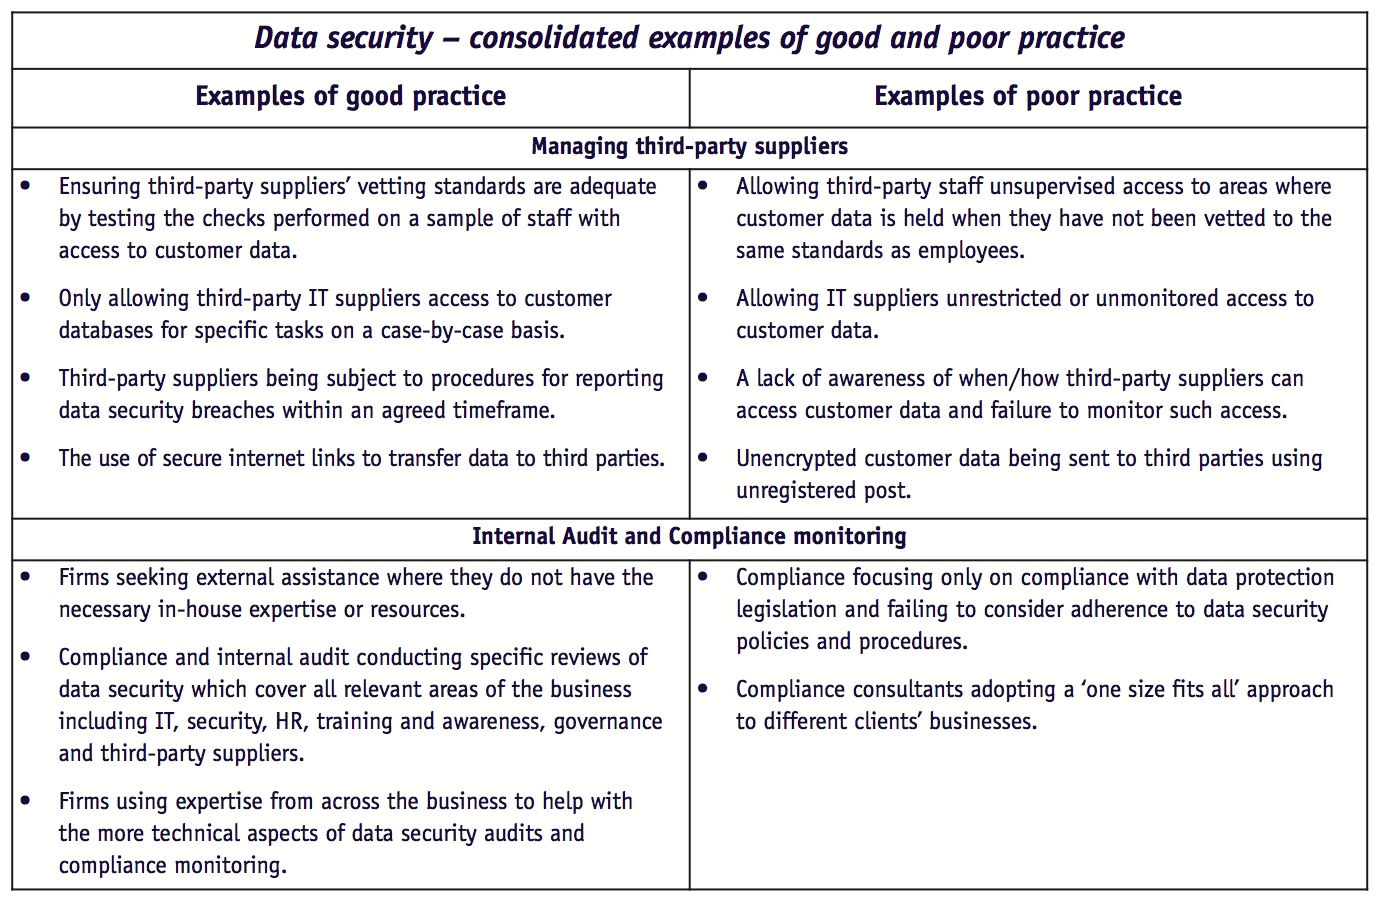 Data security – consolidated examples of good and poor practice
Examples of good practice
Examples of poor practice
Managing third-party suppliers
• Ensuring third-party suppliers’ vetting standards are adequate
by testing the checks performed on a sample of staff with
access to customer data.
• Only allowing third-party IT suppliers access to customer
databases for specific tasks on a case-by-case basis.
• Third-party suppliers being subject to procedures for reporting
data security breaches within an agreed timeframe.
• The use of secure internet links to transfer data to third parties.
• Allowing third-party staff unsupervised access to areas where
customer data is held when they have not been vetted to the
same standards as employees.
• Allowing IT suppliers unrestricted or unmonitored access to
customer data.
• A lack of awareness of when/how third-party suppliers can
access customer data and failure to monitor such access.
• Unencrypted customer data being sent to third parties using
unregistered post.
Internal Audit and Compliance monitoring
• Firms seeking external assistance where they do not have the
necessary in-house expertise or resources.
• Compliance and internal audit conducting specific reviews of
data security which cover all relevant areas of the business
including IT, security, HR, training and awareness, governance
and third-party suppliers.
• Firms using expertise from across the business to help with
the more technical aspects of data security audits and
compliance monitoring.
• Compliance focusing only on compliance with data protection
legislation and failing to consider adherence to data security
policies and procedures.
• Compliance consultants adopting a ‘one size fits all’ approach
to different clients’ businesses.